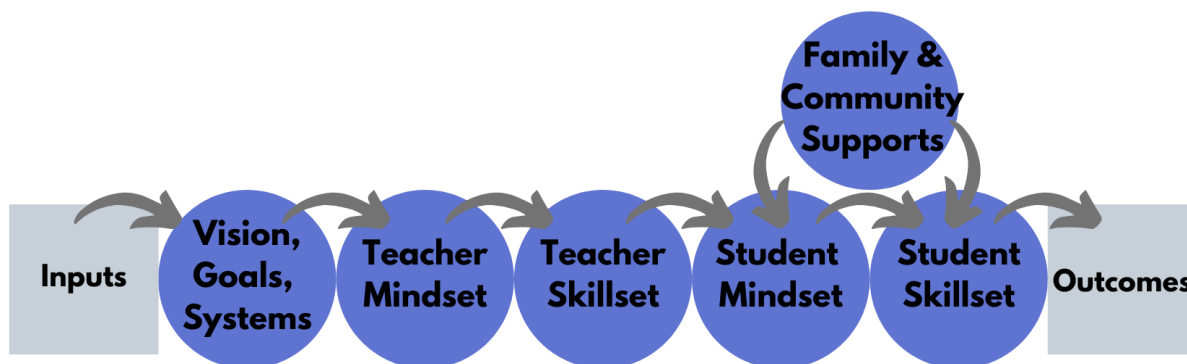 Family &
Community
Supports
Inputs
Vision,
Goals,
Systems
Teacher
Mindset
Teacher
Skillset
Student
Mindset
Student
Skillset
Outcomes